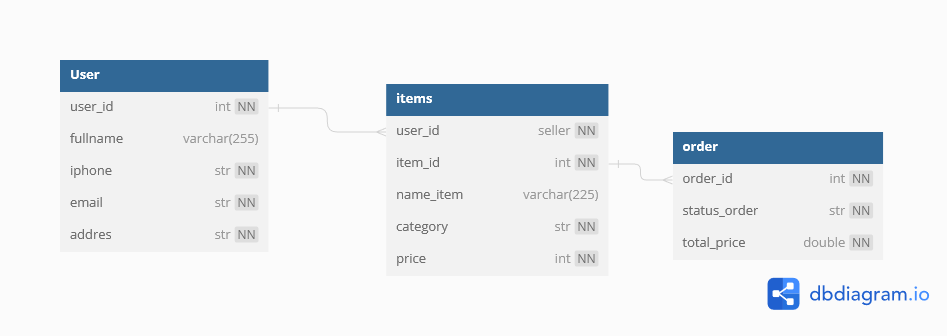 User
user_id int NN
fullname varchar(255)
iphone str NN
email str NN
addres str NN
items
user_id seller NN
item_id int NN
name_item varchar(225)
category str NN
price int NN
order
order_id int NN
status_order str NN
total_price double NN
dbdiagram.io